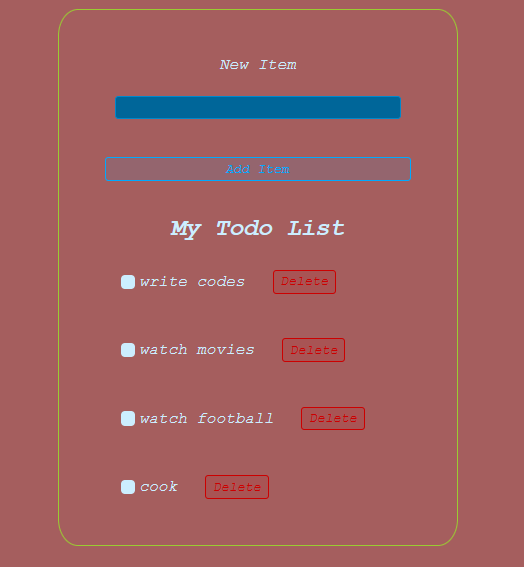 New Item
Add Item
My Todo List
write codes Delete
watch movies Delete
watch football Delete
cook Delete